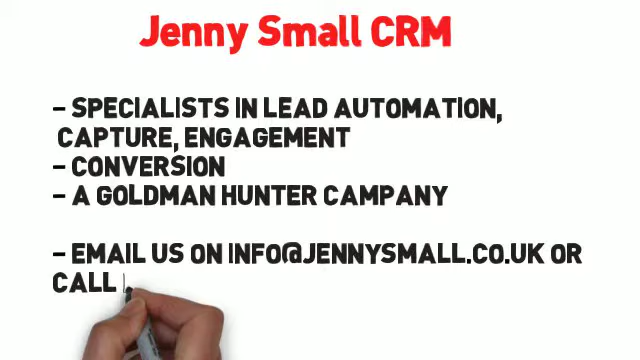 Jenny Small CRM
- SPECIALISTS IN LEAD AUTOMATION,
CAPTURE, ENGAGEMENT
- CONVERSION
- A GOLDMAN HUNTER CAMPANY
- EMAIL US ON INFO@JENNYSMALL.CO.UK OR
CALL